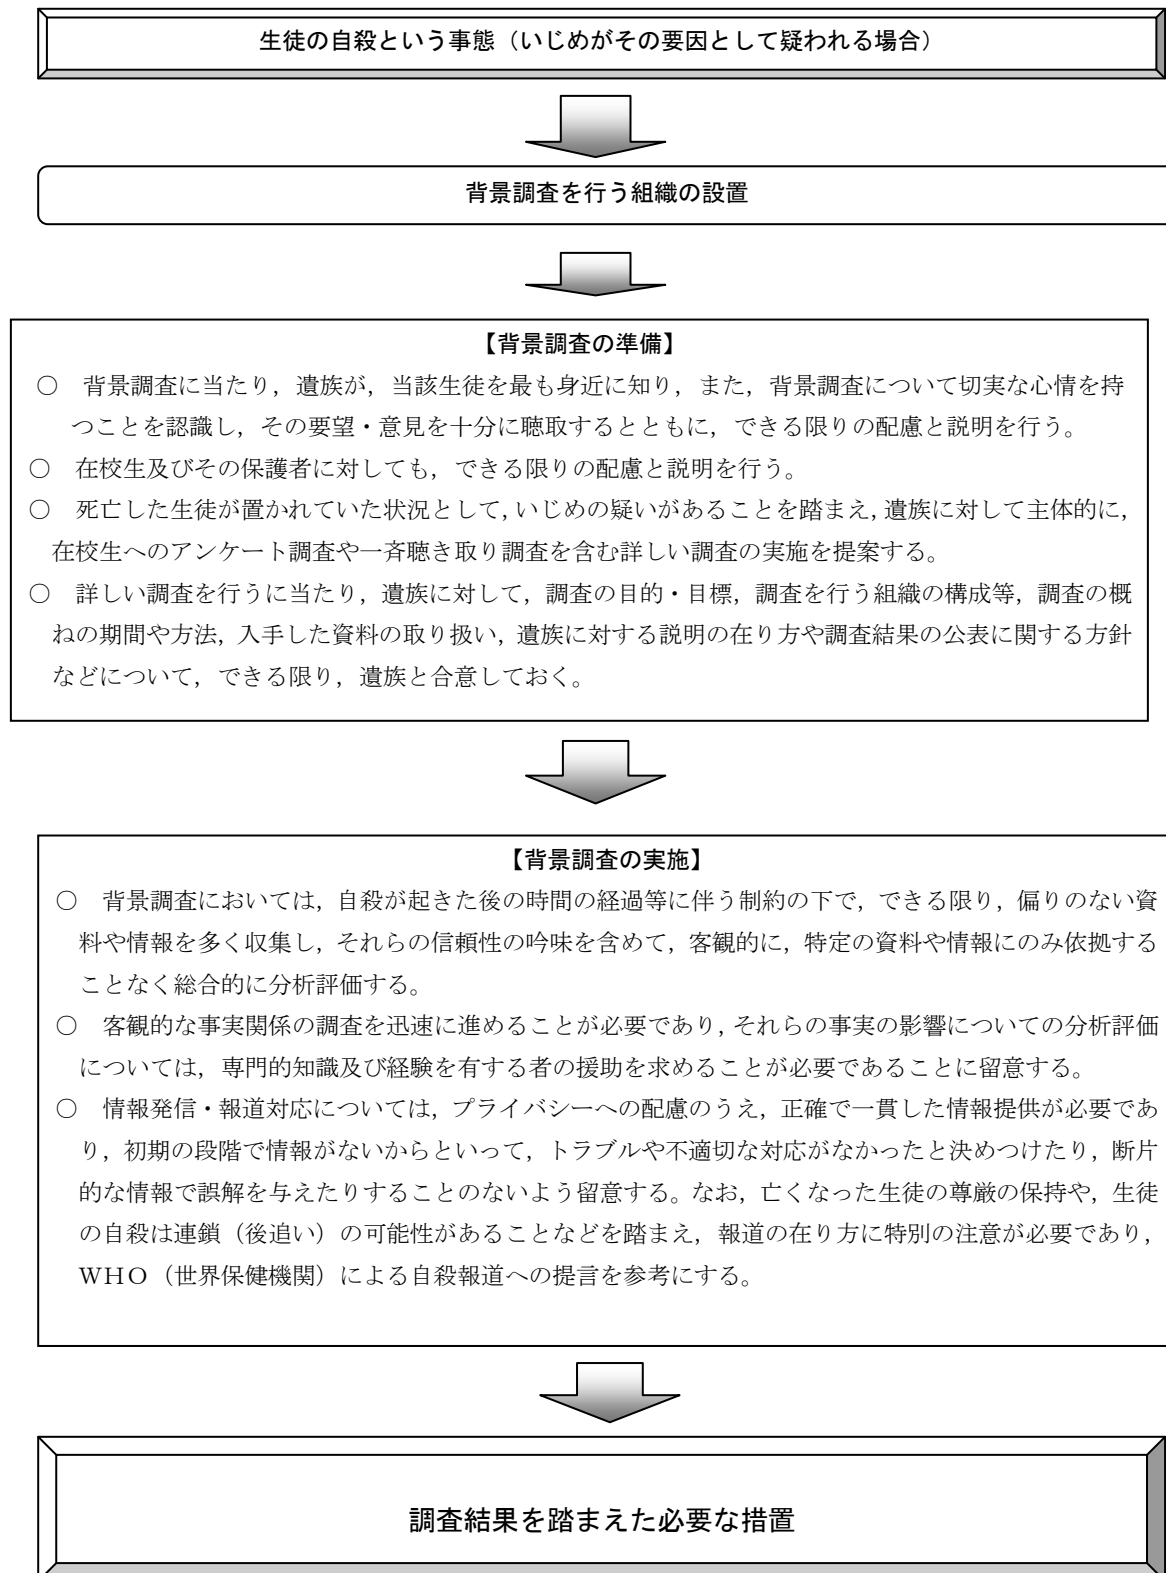 生徒の自殺という事態（いじめがその要因として疑われる場合）
背景調査を行う組織の設置
【背景調査の準備】
○　背景調査に当たり，遺族が，当該生徒を最も身近に知り，また，背景調査について切実な心情を持
つことを認識し，その要望・意見を十分に聴取するとともに，できる限りの配慮と説明を行う。
○　在校生及びその保護者に対しても，できる限りの配慮と説明を行う。
○　死亡した生徒が置かれていた状況として，いじめの疑いがあることを踏まえ，遺族に対して主体的に，
在校生へのアンケート調査や一斉聴き取り調査を含む詳しい調査の実施を提案する。
○　詳しい調査を行うに当たり，遺族に対して，調査の目的・目標，調査を行う組織の構成等，調査の概
ねの期間や方法，入手した資料の取り扱い，遺族に対する説明の在り方や調査結果の公表に関する方針
などについて，できる限り，遺族と合意しておく。
【背景調査の実施】
○　背景調査においては，自殺が起きた後の時間の経過等に伴う制約の下で，できる限り，偏りのない資
料や情報を多く収集し，それらの信頼性の吟味を含めて，客観的に，特定の資料や情報にのみ依拠する
ことなく総合的に分析評価する。
○　客観的な事実関係の調査を迅速に進めることが必要であり，それらの事実の影響についての分析評価
については，専門的知識及び経験を有する者の援助を求めることが必要であることに留意する。
○　情報発信・報道対応については，プライバシーへの配慮のうえ，正確で一貫した情報提供が必要であ
り，初期の段階で情報がないからといって，トラブルや不適切な対応がなかったと決めつけたり，断片
的な情報で誤解を与えたりすることのないよう留意する。なお，亡くなった生徒の尊厳の保持や，生徒
の自殺は連鎖（後追い）の可能性があることなどを踏まえ，報道の在り方に特別の注意が必要であり，
ＷＨＯ（世界保健機関）による自殺報道への提言を参考にする。
調査結果を踏まえた必要な措置